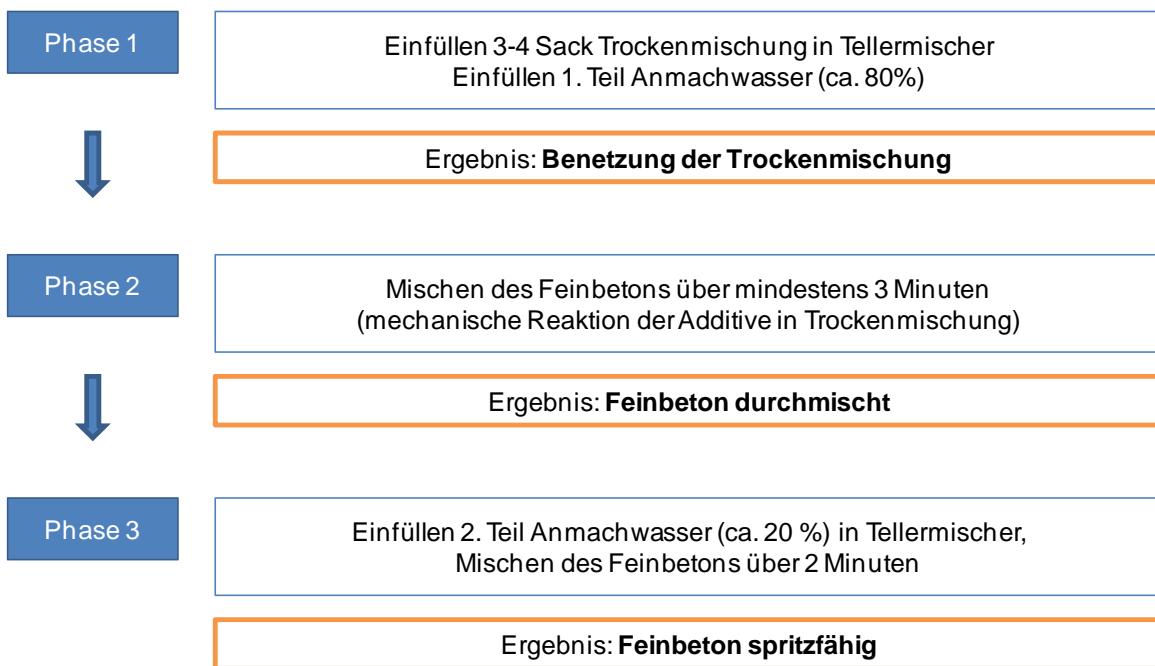 Phase 1
Einfüllen 3-4 Sack Trockenmischung in Tellermischer
Einfüllen 1. Teil Anmachwasser (ca. 80%)
Ergebnis: Benetzung der Trockenmischung
Phase 2
Mischen des Feinbetons über mindestens 3 Minuten
(mechanische Reaktion der Additive in Trockenmischung)
Ergebnis: Feinbeton durchmischt
Phase 3
Einfüllen 2. Teil Anmachwasser (ca. 20 %) in Tellermischer,
Mischen des Feinbetons über 2 Minuten
Ergebnis: Feinbeton spritzfähig